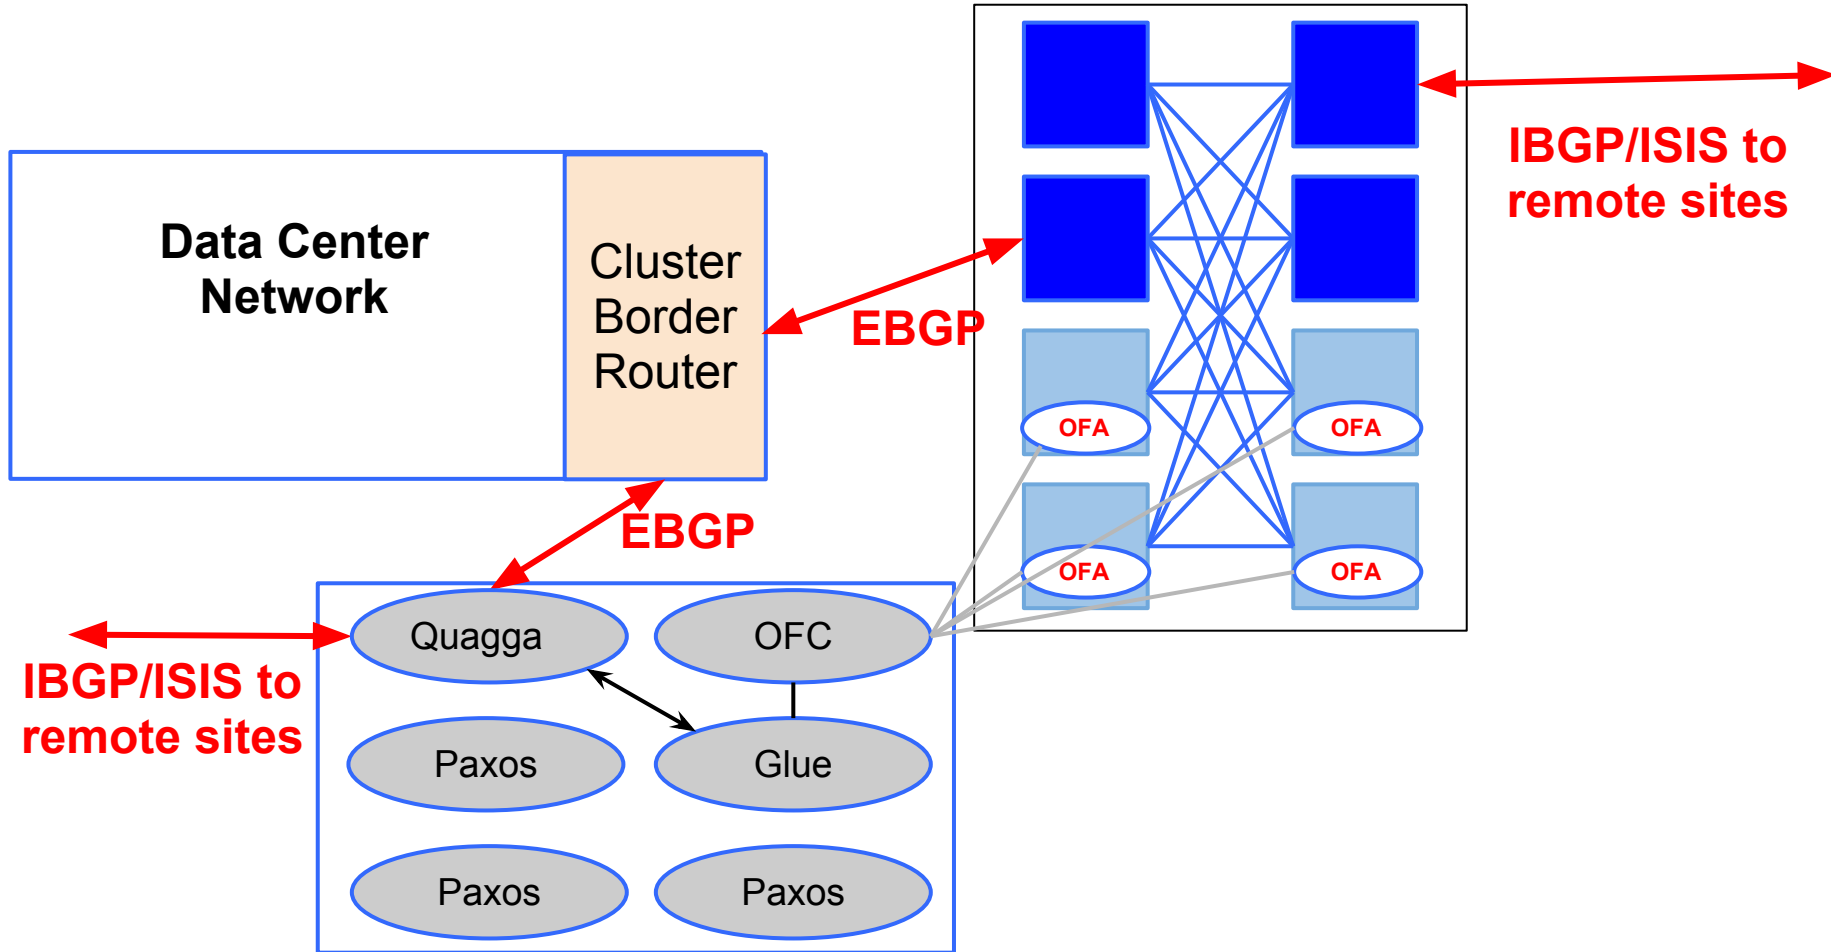 IBGP/ISIS to
remote sites
Data Center
Network
Cluster
Border
Router
EBGP
OFA
OFA
EBGP
OFA
OFA
Quagga
OFC
IBGP/ISIS to
remote sites
Paxos
Glue
Paxos
Paxos